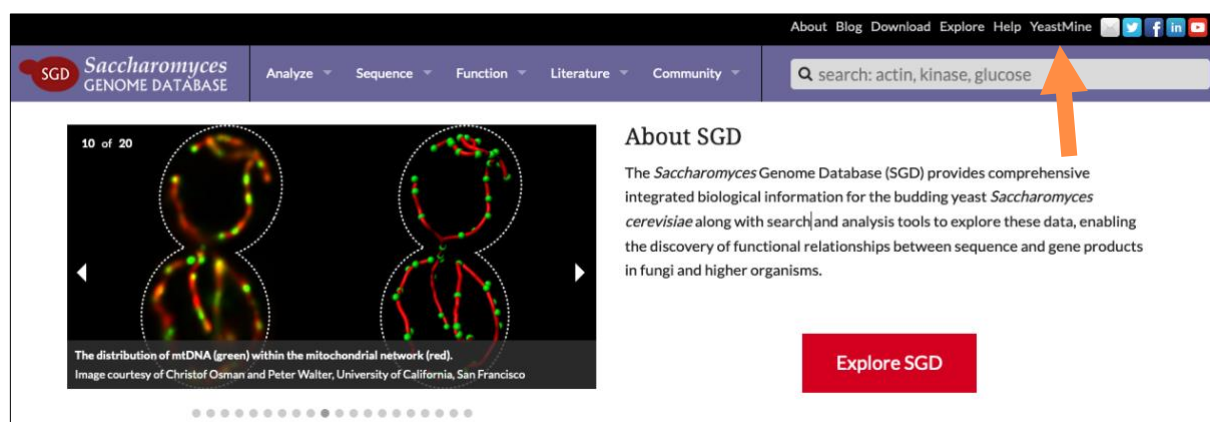 About Blog Download Explore Help YeastMine
SGD Saccharomyces
GENOME DATABASE
Analyze Sequence Function Literature Community
search: actin, kinase, glucose
10 of 20
The distribution of mtDNA (green) within the mitochondrial network (red).
Image courtesy of Christof Osman and Peter Walter, University of California, San Francisco
About SGD
The Saccharomyces Genome Database (SGD) provides comprehensive
integrated biological information for the budding yeast Saccharomyces
cerevisiae along with search and analysis tools to explore these data, enabling
the discovery of functional relationships between sequence and gene products
in fungi and higher organisms.
Explore SGD